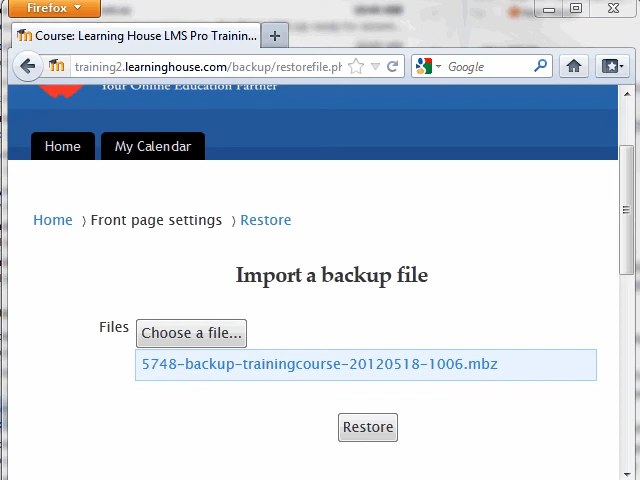 Firefox
Course: Learning House LMS Pro Trainin...
training2.learninghouse.com/backup/restorefile.pl
Google
Your Online Education Partner
Home
My Calendar
Home 〉Front page settings 〉Restore
Import a backup file
Files
Choose a file...
5748-backup-trainingcourse-20120518-1006.mbz
Restore